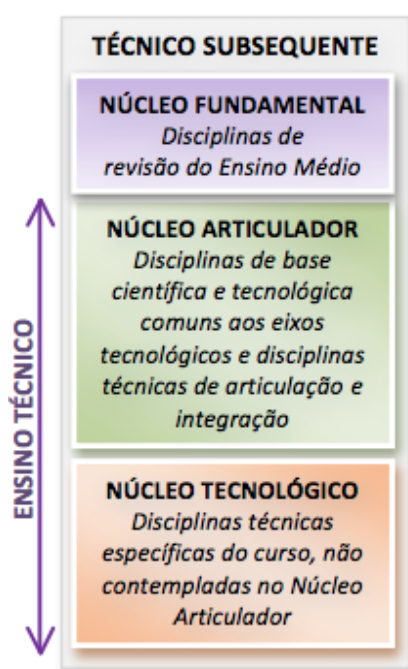 TÉCNICO SUBSEQUENTE
NÚCLEO FUNDAMENTAL
Disciplinas de
revisão do Ensino Médio
NÚCLEO ARTICULADOR
Disciplinas de base
científica e tecnológica
comuns aos eixos
tecnológicos e disciplinas
técnicas de articulação e
integração
NÚCLEO TECNOLÓGICO
Disciplinas técnicas
específicas do curso, não
contempladas no Núcleo
Articulador
ENSINO TÉCNICO